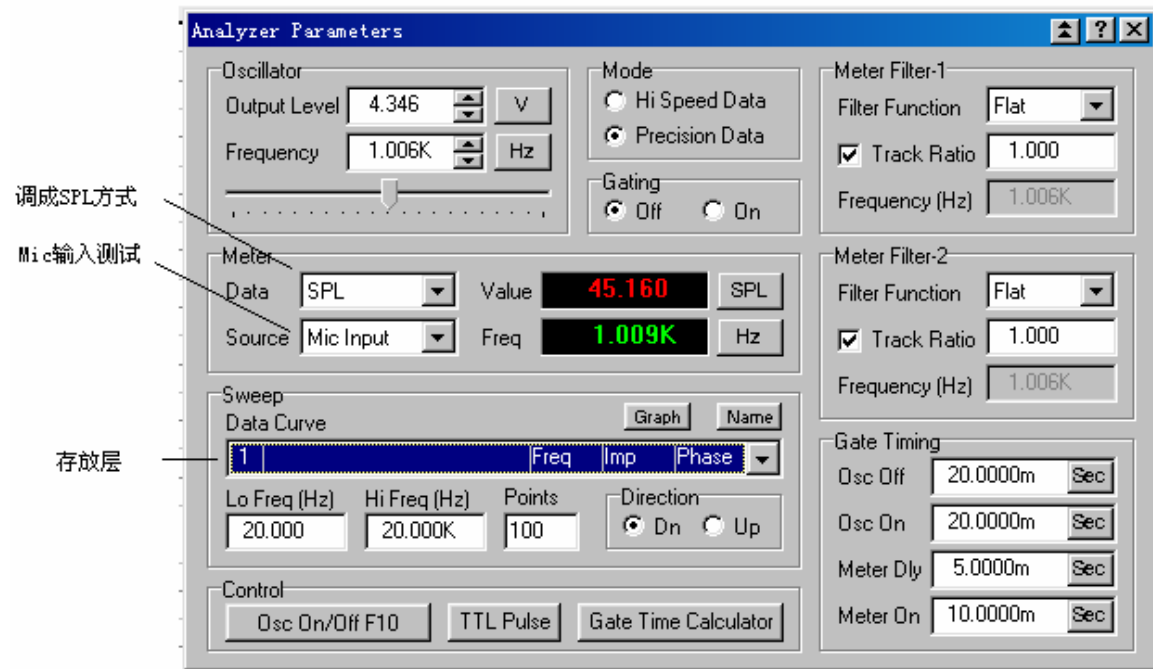 Analyzer Parameters
Oscillator
Output Level 4.346 V
Frequency 1.006K Hz
Mode
Hi Speed Data
Precision Data
Gating
Off On
Meter Filter-1
Filter Function Flat
Track Ratio 1.000
Frequency (Hz) 1.006K
调成SPL方式
Mic输入测试
Meter
Data SPL Value 45.160 SPL
Source Mic Input Freq 1.009K Hz
Meter Filter-2
Filter Function Flat
Track Ratio 1.000
Frequency (Hz) 1.006K
存放层
Sweep
Data Curve Graph Name
1 Freq Imp Phase
Lo Freq (Hz) Hi Freq (Hz) Points
20.000 20.000K 100
Direction
Dn Up
Gate Timing
Osc Off 20.0000m Sec
Osc On 20.0000m Sec
Meter Dly 5.0000m Sec
Meter On 10.0000m Sec
Control
Osc On/Off F10 TTL Pulse Gate Time Calculator